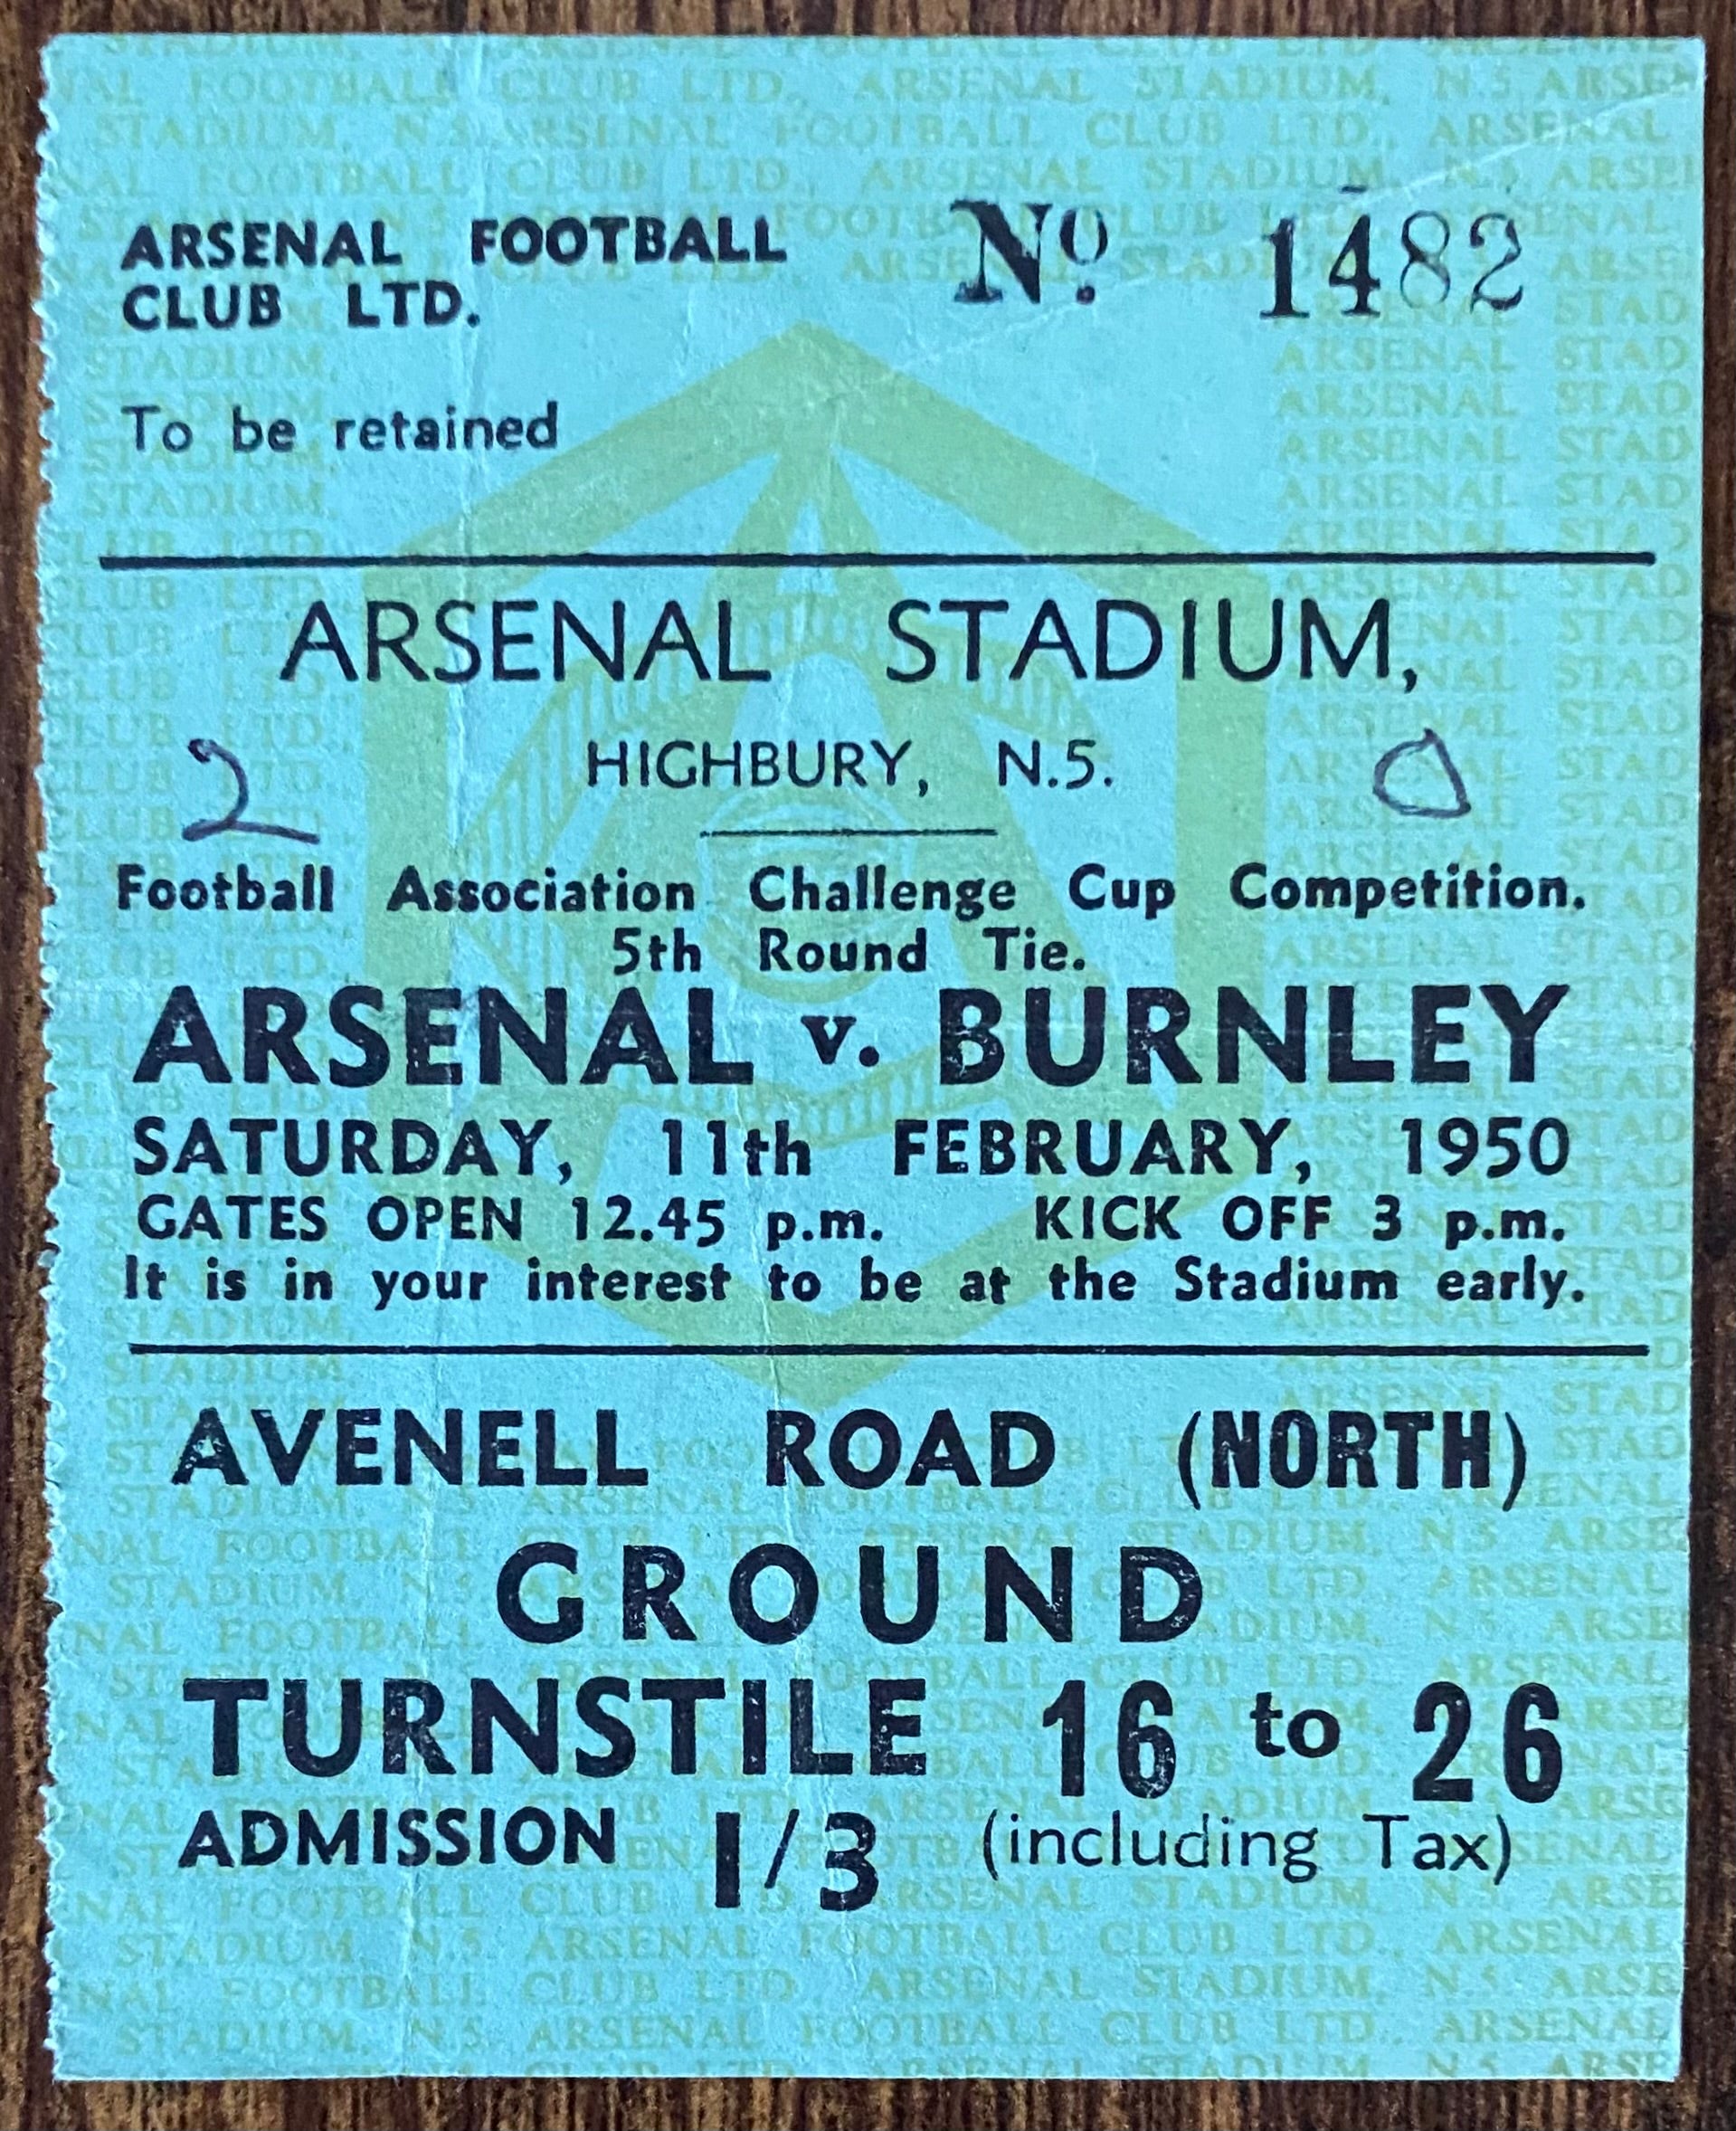 ARSENAL FOOTBALL
CLUB LTD.
Nº 1482
To be retained
ARSENAL STADIUM,
HIGHBURY, N.5.
2 0
Football Association Challenge Cup Competition.
5th Round Tie.
ARSENAL v. BURNLEY
SATURDAY, 11th FEBRUARY, 1950
GATES OPEN 12.45 p.m. KICK OFF 3 p.m.
It is in your interest to be at the Stadium early.
AVENELL ROAD (NORTH)
GROUND
TURNSTILE 16 to 26
ADMISSION 1/3 (including Tax)